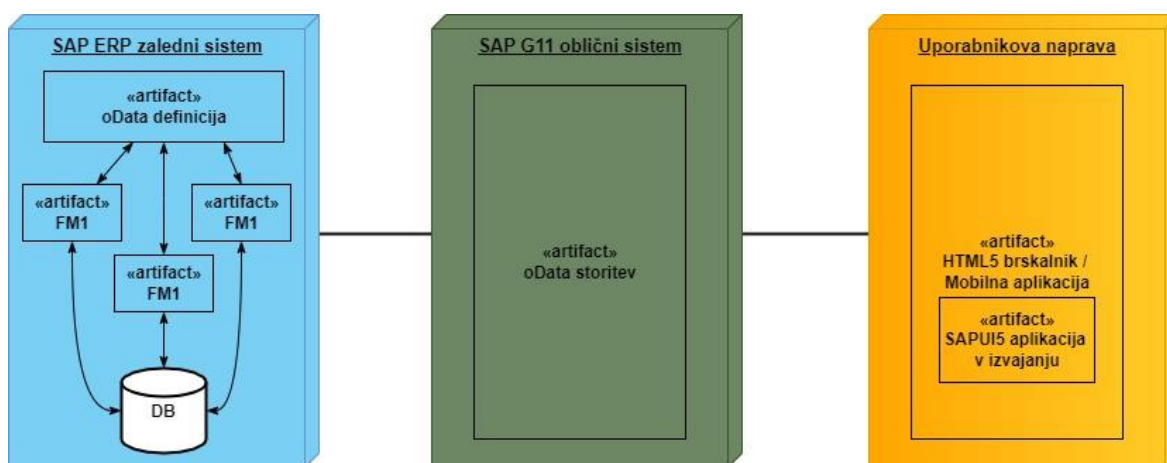 SAP ERP zaledni sistem
«artifact»
oData definicija
«artifact»
FM1
«artifact»
FM1
«artifact»
FM1
DB
SAP G11 oblični sistem
«artifact»
oData storitev
Uporabnikova naprava
«artifact»
HTML5 brskalnik /
Mobilna aplikacija
«artifact»
SAPUI5 aplikacija
v izvajanju